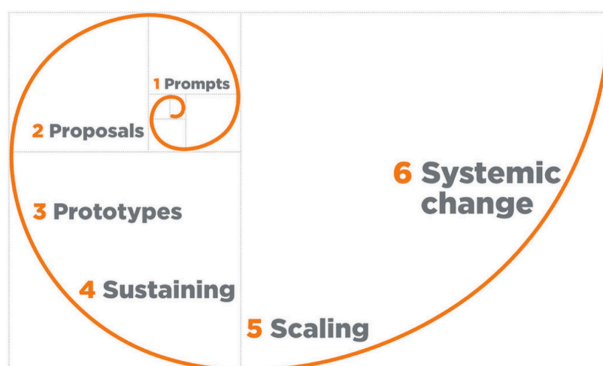 1 Prompts
2 Proposals
3 Prototypes
4 Sustaining
5 Scaling
6 Systemic
change